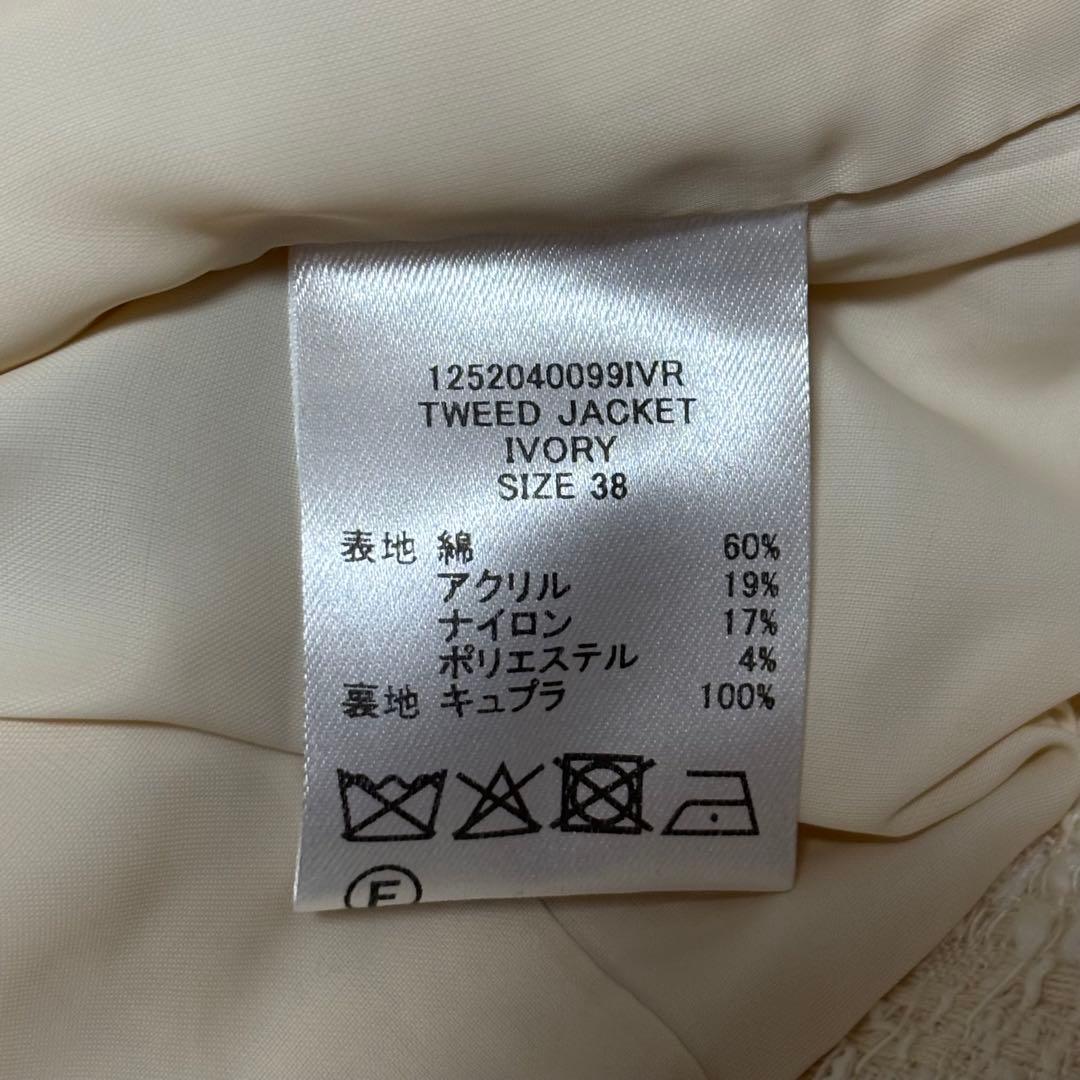 1252040099IVR
TWEED JACKET
IVORY
SIZE 38
表地 綿 60%
アクリル 19%
ナイロン 17%
ポリエステル 4%
裏地 キュプラ 100%
F